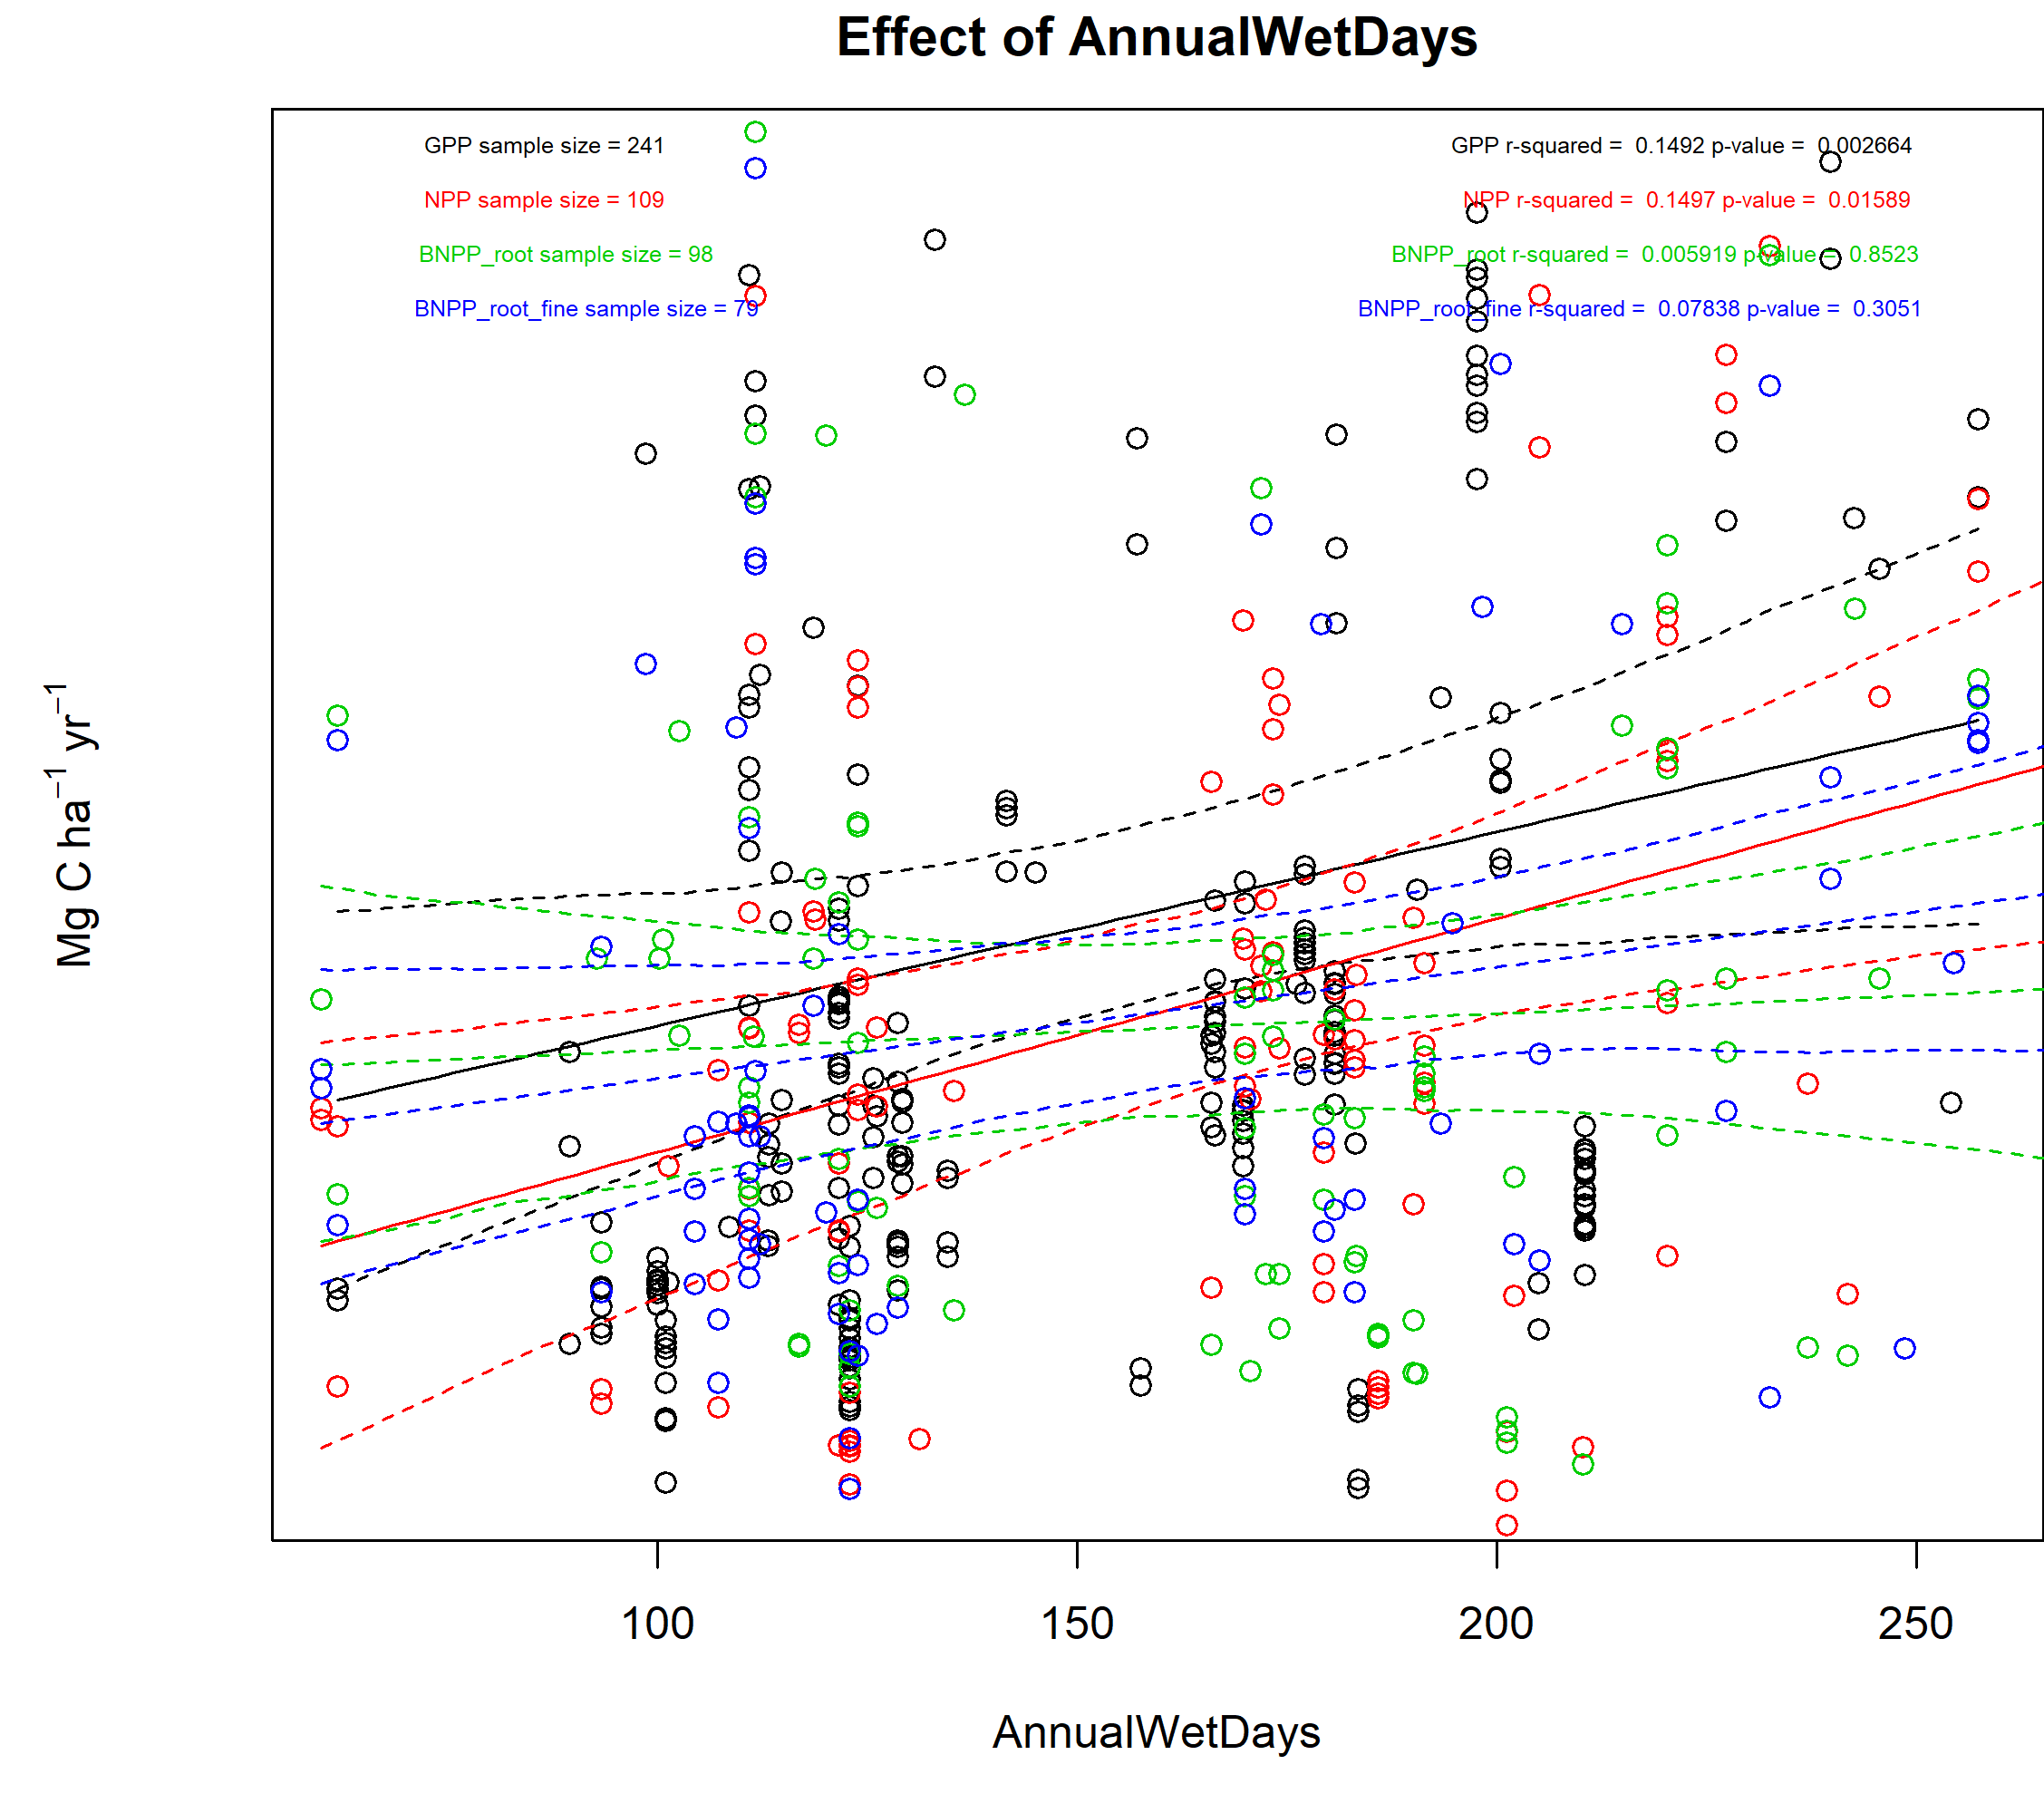 Effect of AnnualWetDays
GPP sample size = 241
GPP r-squared = 0.1492 p-value = 0.002664
NPP sample size = 109
NPP r-squared = 0.1497 p-value = 0.01589
BNPP_root sample size = 98
BNPP_root r-squared = 0.005919 p-value = 0.8523
BNPP_root_fine sample size = 79
BNPP_root_fine r-squared = 0.07838 p-value = 0.3051
Mg C ha⁻¹ yr⁻¹
100 150 200 250
AnnualWetDays